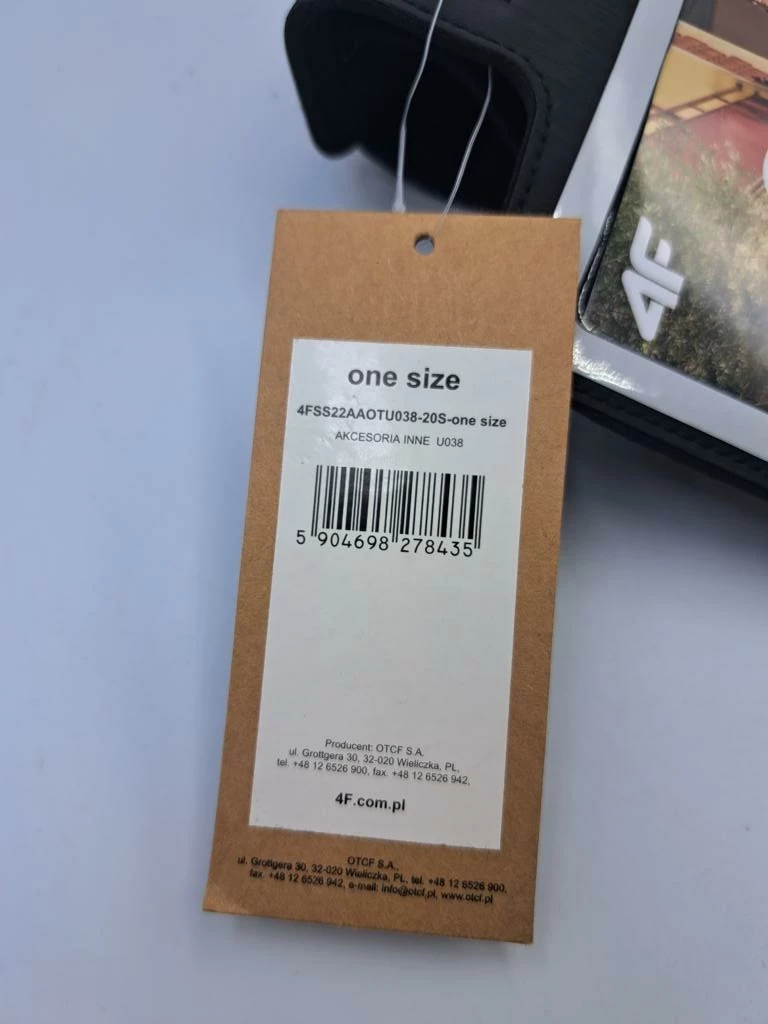 4F
one size
4FSS22AAOTU038-20S-one size
AKCESORIA INNE U038
5 904698 278435
Producent: OTCF S.A.
ul. Grottgera 30, 32-020 Wieliczka, PL,
tel. +48 12 6526 900, fax. +48 12 6526 942,
4F.com.pl
OTCF S.A.,
ul. Grottgera 30, 32-020 Wieliczka, PL, tel. +48 12 6526 900,
fax. +48 12 6526 942, e-mail: info@otcf.pl, www.otcf.pl